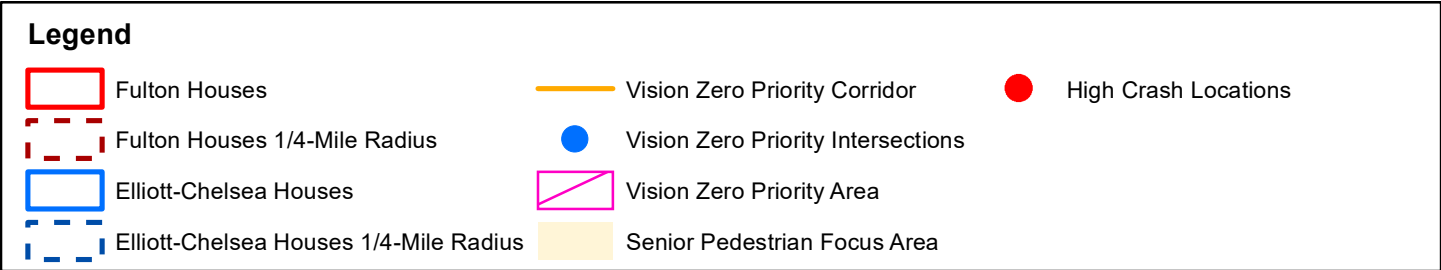 Legend
Fulton Houses
Fulton Houses 1/4-Mile Radius
Elliott-Chelsea Houses
Elliott-Chelsea Houses 1/4-Mile Radius
Vision Zero Priority Corridor
Vision Zero Priority Intersections
Vision Zero Priority Area
Senior Pedestrian Focus Area
High Crash Locations